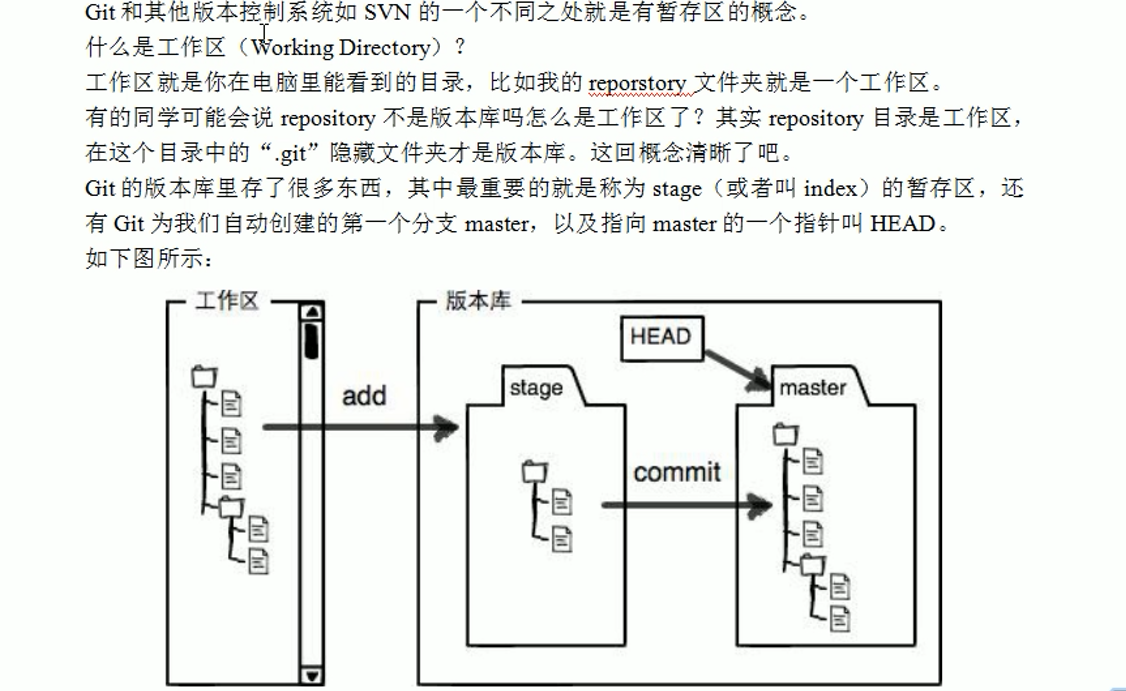 Git 和其他版本控制系统如 SVN 的一个不同之处就是有暂存区的概念。
什么是工作区（Working Directory）？
工作区就是你在电脑里能看到的目录，比如我的 reporstory 文件夹就是一个工作区。
有的同学可能会说 repository 不是版本库吗怎么是工作区了？其实 repository 目录是工作区，
在这个目录中的“.git”隐藏文件夹才是版本库。这回概念清晰了吧。
Git 的版本库里存了很多东西，其中最重要的就是称为 stage（或者叫 index）的暂存区，还
有 Git 为我们自动创建的第一个分支 master，以及指向 master 的一个指针叫 HEAD。
如下图所示：
工作区
版本库
HEAD
add
stage
master
commit